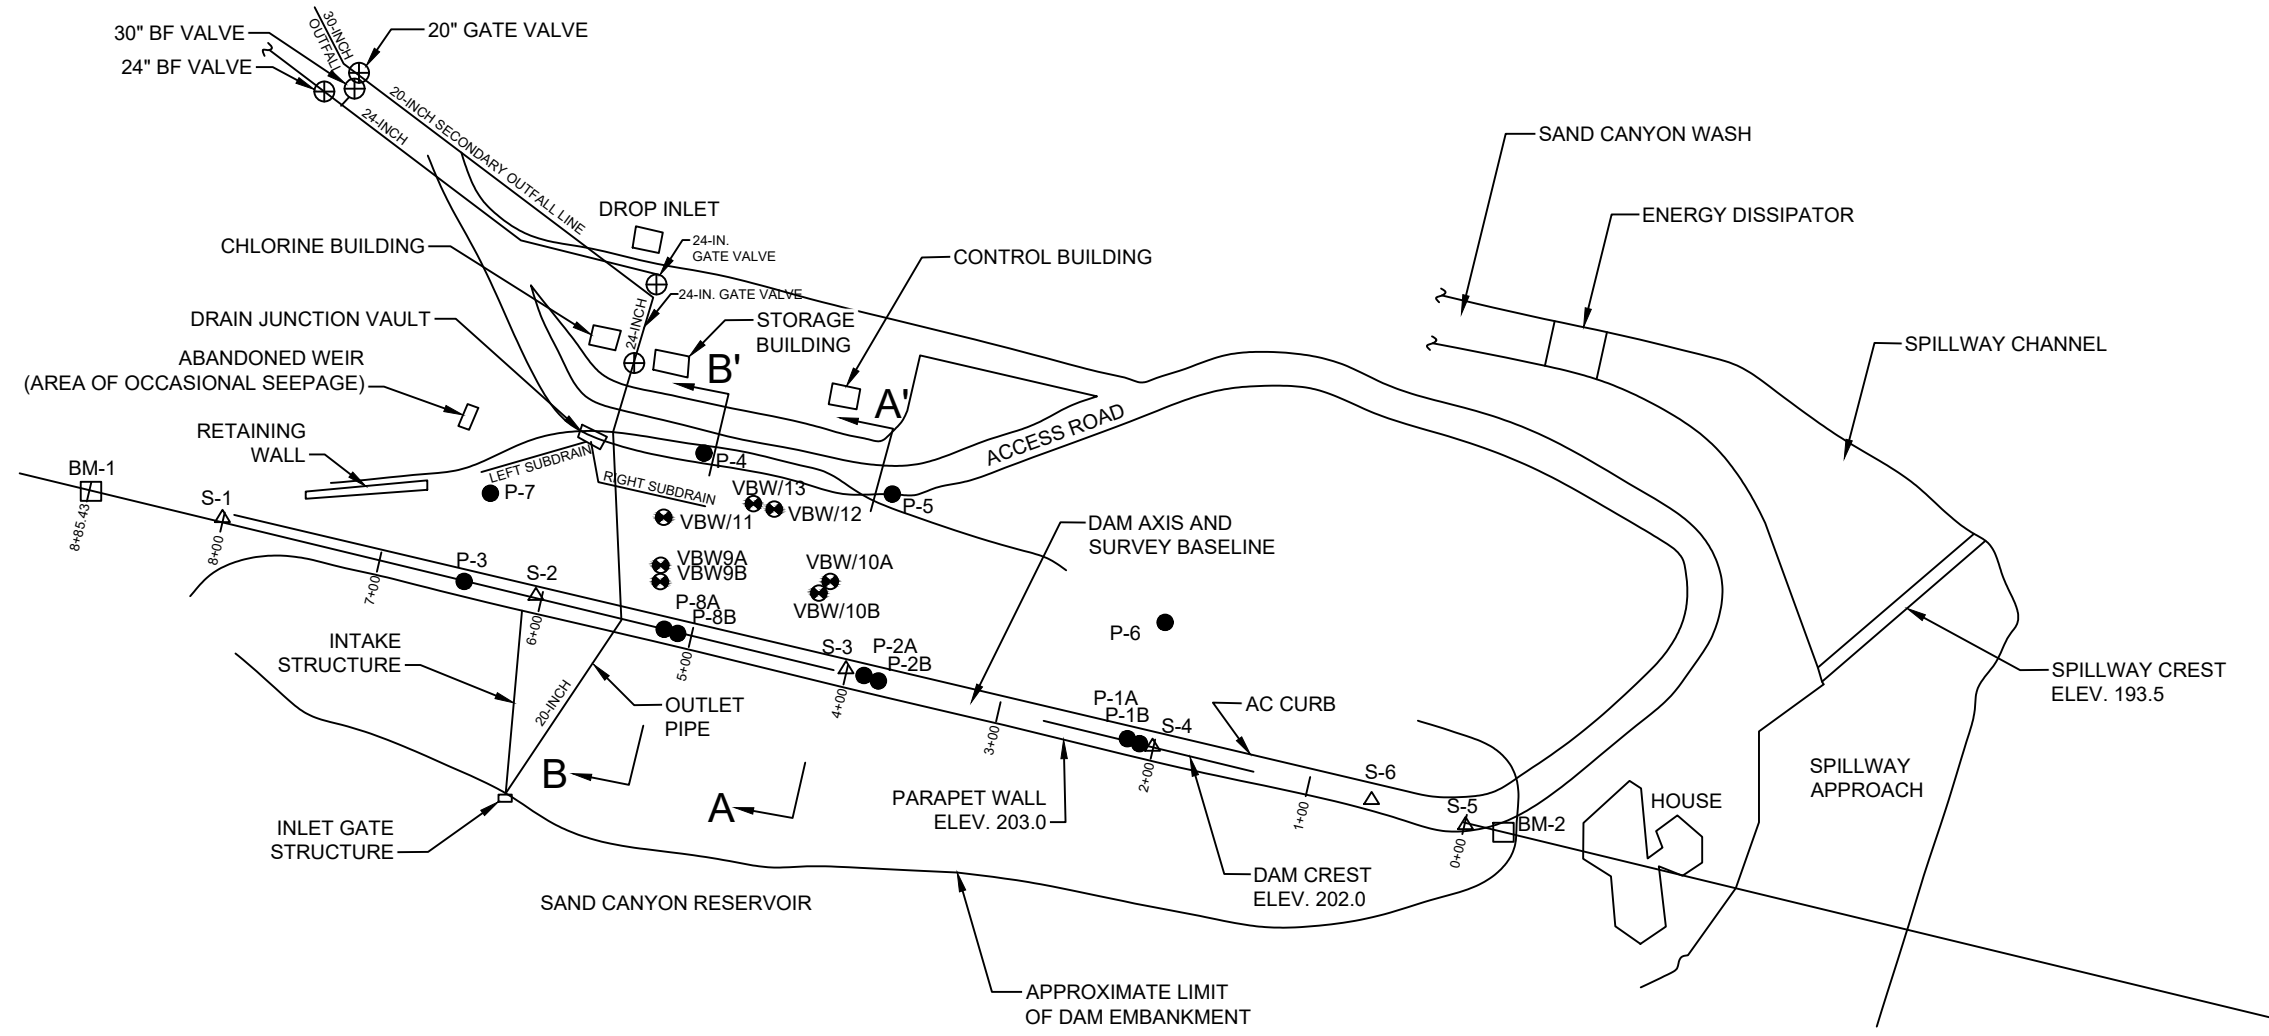 30-INCH
OUTFALL
30" BF VALVE
20" GATE VALVE
24" BF VALVE
20-INCH SECONDARY OUTFALL LINE
24-INCH
SAND CANYON WASH
DROP INLET
ENERGY DISSIPATOR
CHLORINE BUILDING
24-IN.
GATE VALVE
CONTROL BUILDING
24-IN. GATE VALVE
24-INCH
DRAIN JUNCTION VAULT
STORAGE
BUILDING
SPILLWAY CHANNEL
ABANDONED WEIR
(AREA OF OCCASIONAL SEEPAGE)
B'
A'
ACCESS ROAD
RETAINING
WALL
BM-1
8+85.43
LEFT SUBDRAIN
P-4
RIGHT SUBDRAIN
P-7
S-1
8+00
VBW/13
VBW/12
VBW/11
P-5
DAM AXIS AND
SURVEY BASELINE
VBW9A
VBW9B
VBW/10A
VBW/10B
P-3
7+00
S-2
6+00
P-8A
P-8B
5+00
P-6
INTAKE
STRUCTURE
S-3
4+00
P-2A
P-2B
20-INCH
OUTLET
PIPE
P-1A
P-1B
S-4
3+00
2+00
AC CURB
SPILLWAY CREST
ELEV. 193.5
B
A
PARAPET WALL
ELEV. 203.0
S-6
1+00
S-5
0+00
BM-2
HOUSE
SPILLWAY
APPROACH
INLET GATE
STRUCTURE
DAM CREST
ELEV. 202.0
SAND CANYON RESERVOIR
APPROXIMATE LIMIT
OF DAM EMBANKMENT